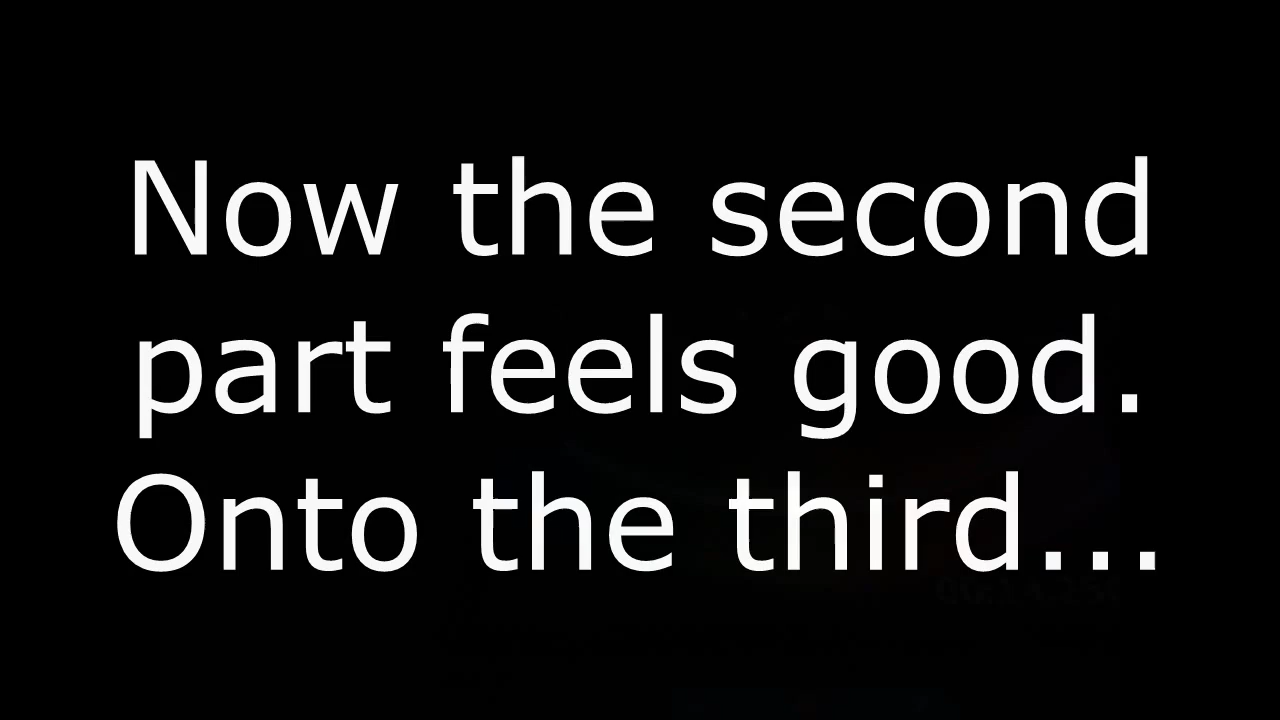 Now the second
part feels good.
Onto the third...